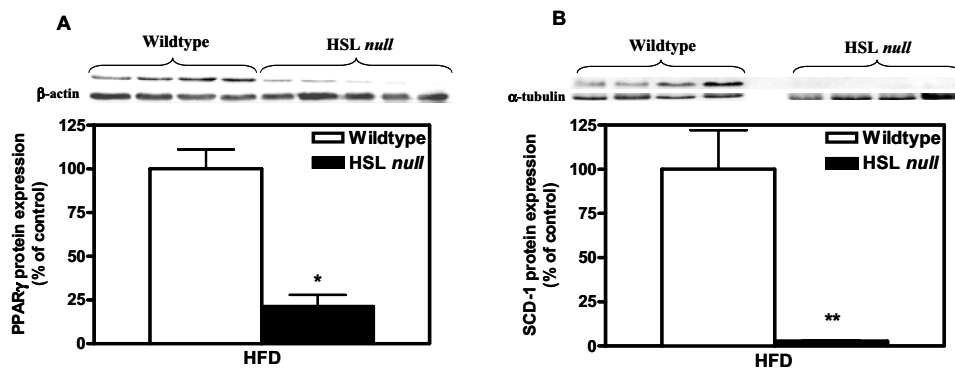 A
Wildtype
HSL null
β-actin
PPARγ protein expression
(% of control)
125
100
75
50
25
0
Wildtype
HSL null
*
HFD
B
Wildtype
HSL null
α-tubulin
SCD-1 protein expression
(% of control)
125
100
75
50
25
0
Wildtype
HSL null
**
HFD